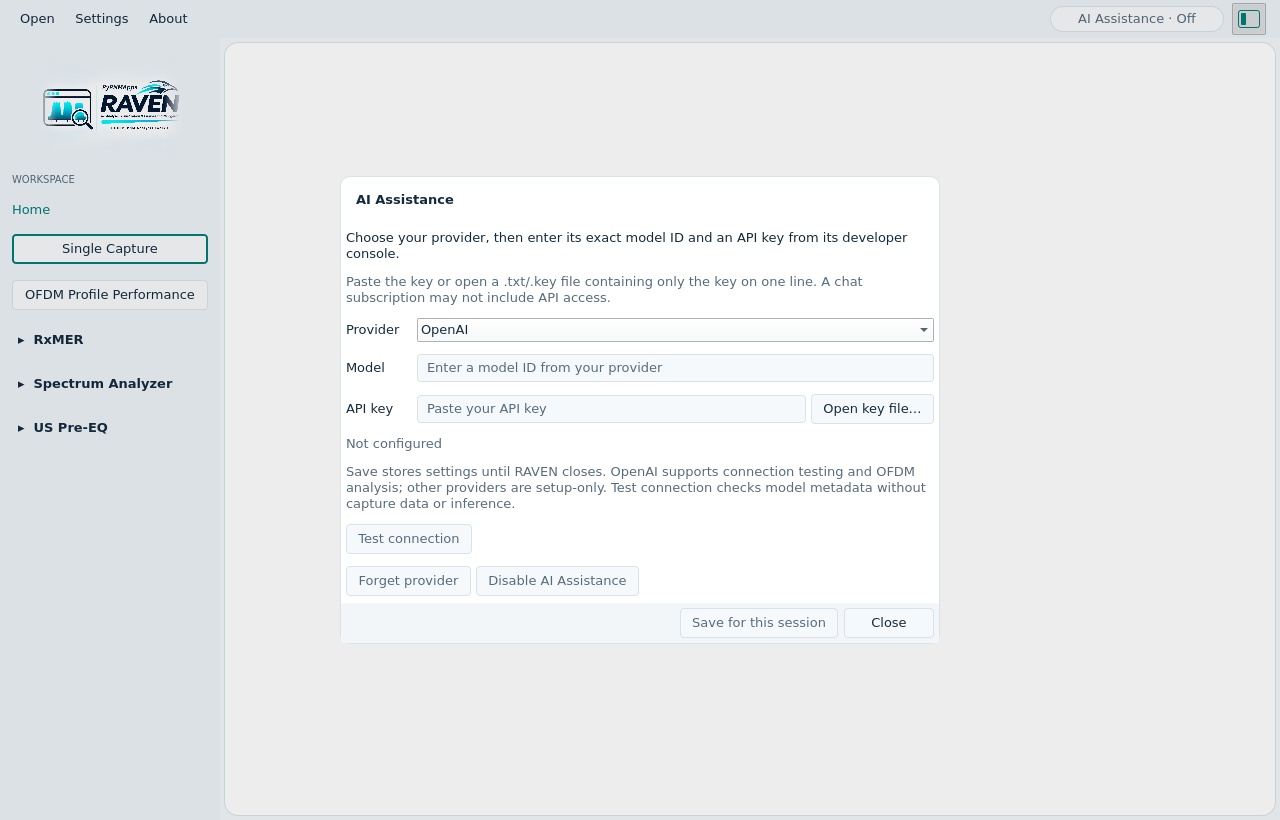 Open Settings About
AI Assistance · Off
PyPNMApps
RAVEN
WORKSPACE
Home
Single Capture
OFDM Profile Performance
▸ RxMER
▸ Spectrum Analyzer
▸ US Pre-EQ
AI Assistance
Choose your provider, then enter its exact model ID and an API key from its developer
console.
Paste the key or open a .txt/.key file containing only the key on one line. A chat
subscription may not include API access.
Provider OpenAI
Model Enter a model ID from your provider
API key Paste your API key Open key file...
Not configured
Save stores settings until RAVEN closes. OpenAI supports connection testing and OFDM
analysis; other providers are setup-only. Test connection checks model metadata without
capture data or inference.
Test connection
Forget provider Disable AI Assistance
Save for this session Close